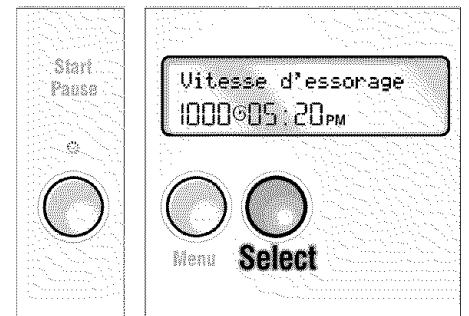 Start
Pause
Vitesse d'essorage
1000 05:20PM
Menu
Select